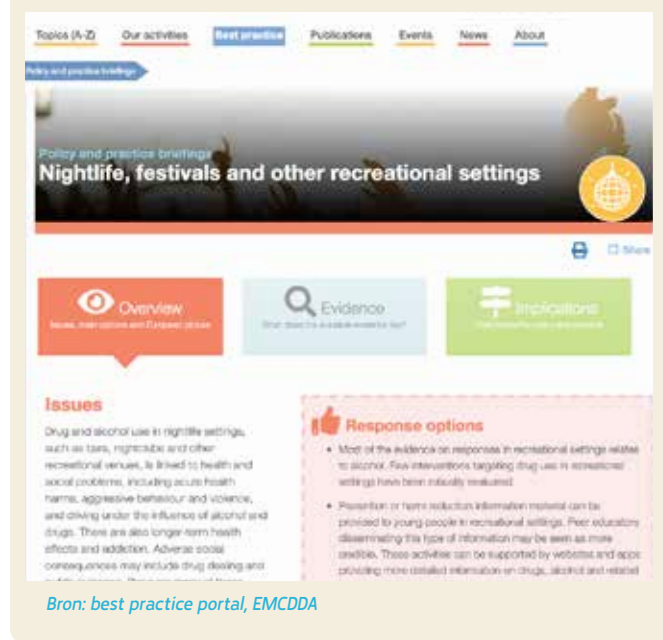 Topics (A-Z) Our activities Best practice Publications Events News About
Policy and practice briefings
Policy and practice briefings
Nightlife, festivals and other recreational settings
Share
Overview
Issues, interventions and European picture
Evidence
Implications
Issues
Drug and alcohol use in nightlife settings,
such as bars, nightclubs and other
recreational venues, is linked to health and
social problems, including acute health
harms, aggressive behaviour and violence,
and driving under the influence of alcohol and
drugs. There are also longer-term health
effects and addiction. Adverse social
consequences may include drug dealing and
Response options
• Most of the evidence on responses in recreational settings relates
to alcohol. Few interventions targeting drug use in recreational
settings have been robustly evaluated.
• Prevention or harm reduction information material can be
provided to young people in recreational settings. Peer educators
disseminating this type of information may be seen as more
credible. These activities can be supported by websites and apps
providing more detailed information on drugs, alcohol and related
Bron: best practice portal, EMCDDA